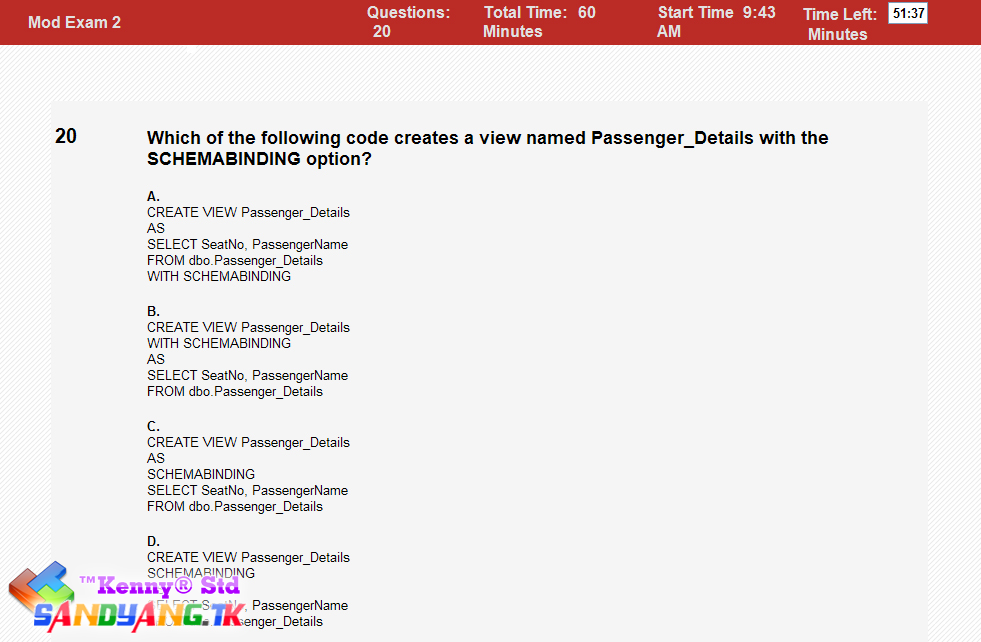 Mod Exam 2
Questions: 20
Total Time: 60 Minutes
Start Time 9:43 AM
Time Left: 51:37 Minutes
20
Which of the following code creates a view named Passenger_Details with the
SCHEMABINDING option?
A.
CREATE VIEW Passenger_Details
AS
SELECT SeatNo, PassengerName
FROM dbo.Passenger_Details
WITH SCHEMABINDING
B.
CREATE VIEW Passenger_Details
WITH SCHEMABINDING
AS
SELECT SeatNo, PassengerName
FROM dbo.Passenger_Details
C.
CREATE VIEW Passenger_Details
AS
SCHEMABINDING
SELECT SeatNo, PassengerName
FROM dbo.Passenger_Details
D.
CREATE VIEW Passenger_Details
SCHEMABINDING
PassengerName
™Kenny® Std
SANDYANG.TK